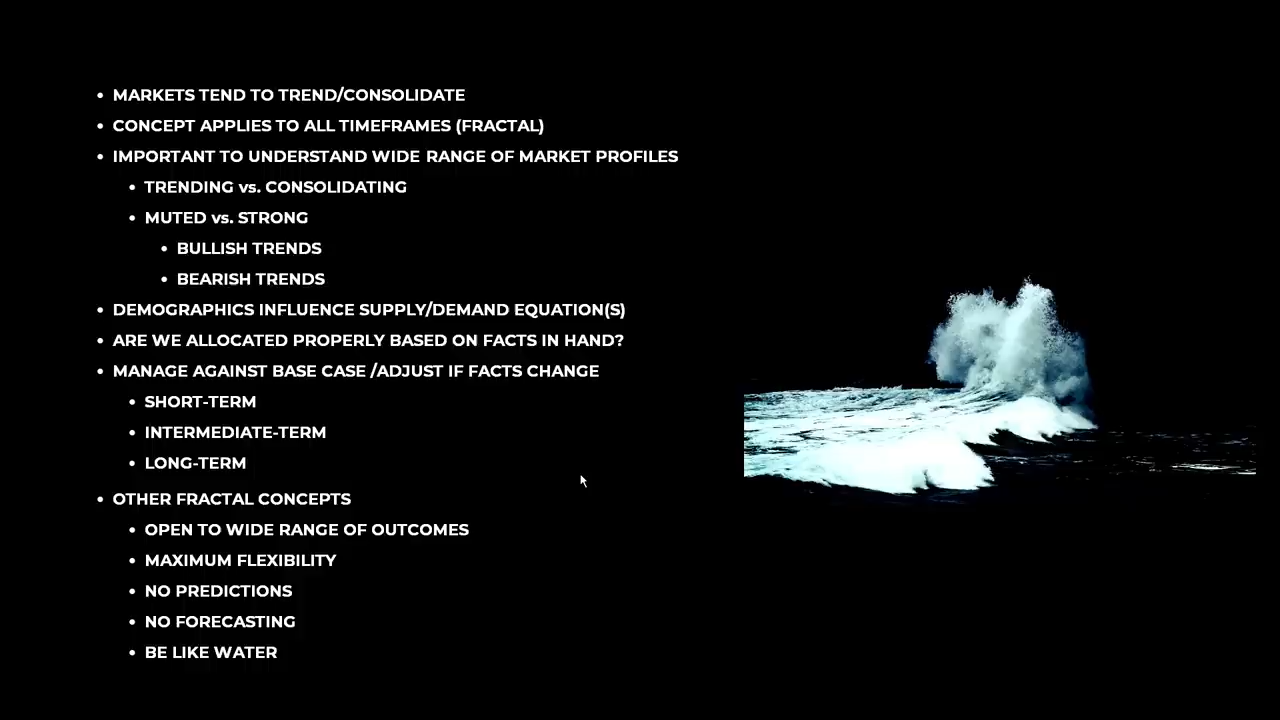 • MARKETS TEND TO TREND/CONSOLIDATE
• CONCEPT APPLIES TO ALL TIMEFRAMES (FRACTAL)
• IMPORTANT TO UNDERSTAND WIDE RANGE OF MARKET PROFILES
• TRENDING vs. CONSOLIDATING
• MUTED vs. STRONG
• BULLISH TRENDS
• BEARISH TRENDS
• DEMOGRAPHICS INFLUENCE SUPPLY/DEMAND EQUATION(S)
• ARE WE ALLOCATED PROPERLY BASED ON FACTS IN HAND?
• MANAGE AGAINST BASE CASE /ADJUST IF FACTS CHANGE
• SHORT-TERM
• INTERMEDIATE-TERM
• LONG-TERM
• OTHER FRACTAL CONCEPTS
• OPEN TO WIDE RANGE OF OUTCOMES
• MAXIMUM FLEXIBILITY
• NO PREDICTIONS
• NO FORECASTING
• BE LIKE WATER